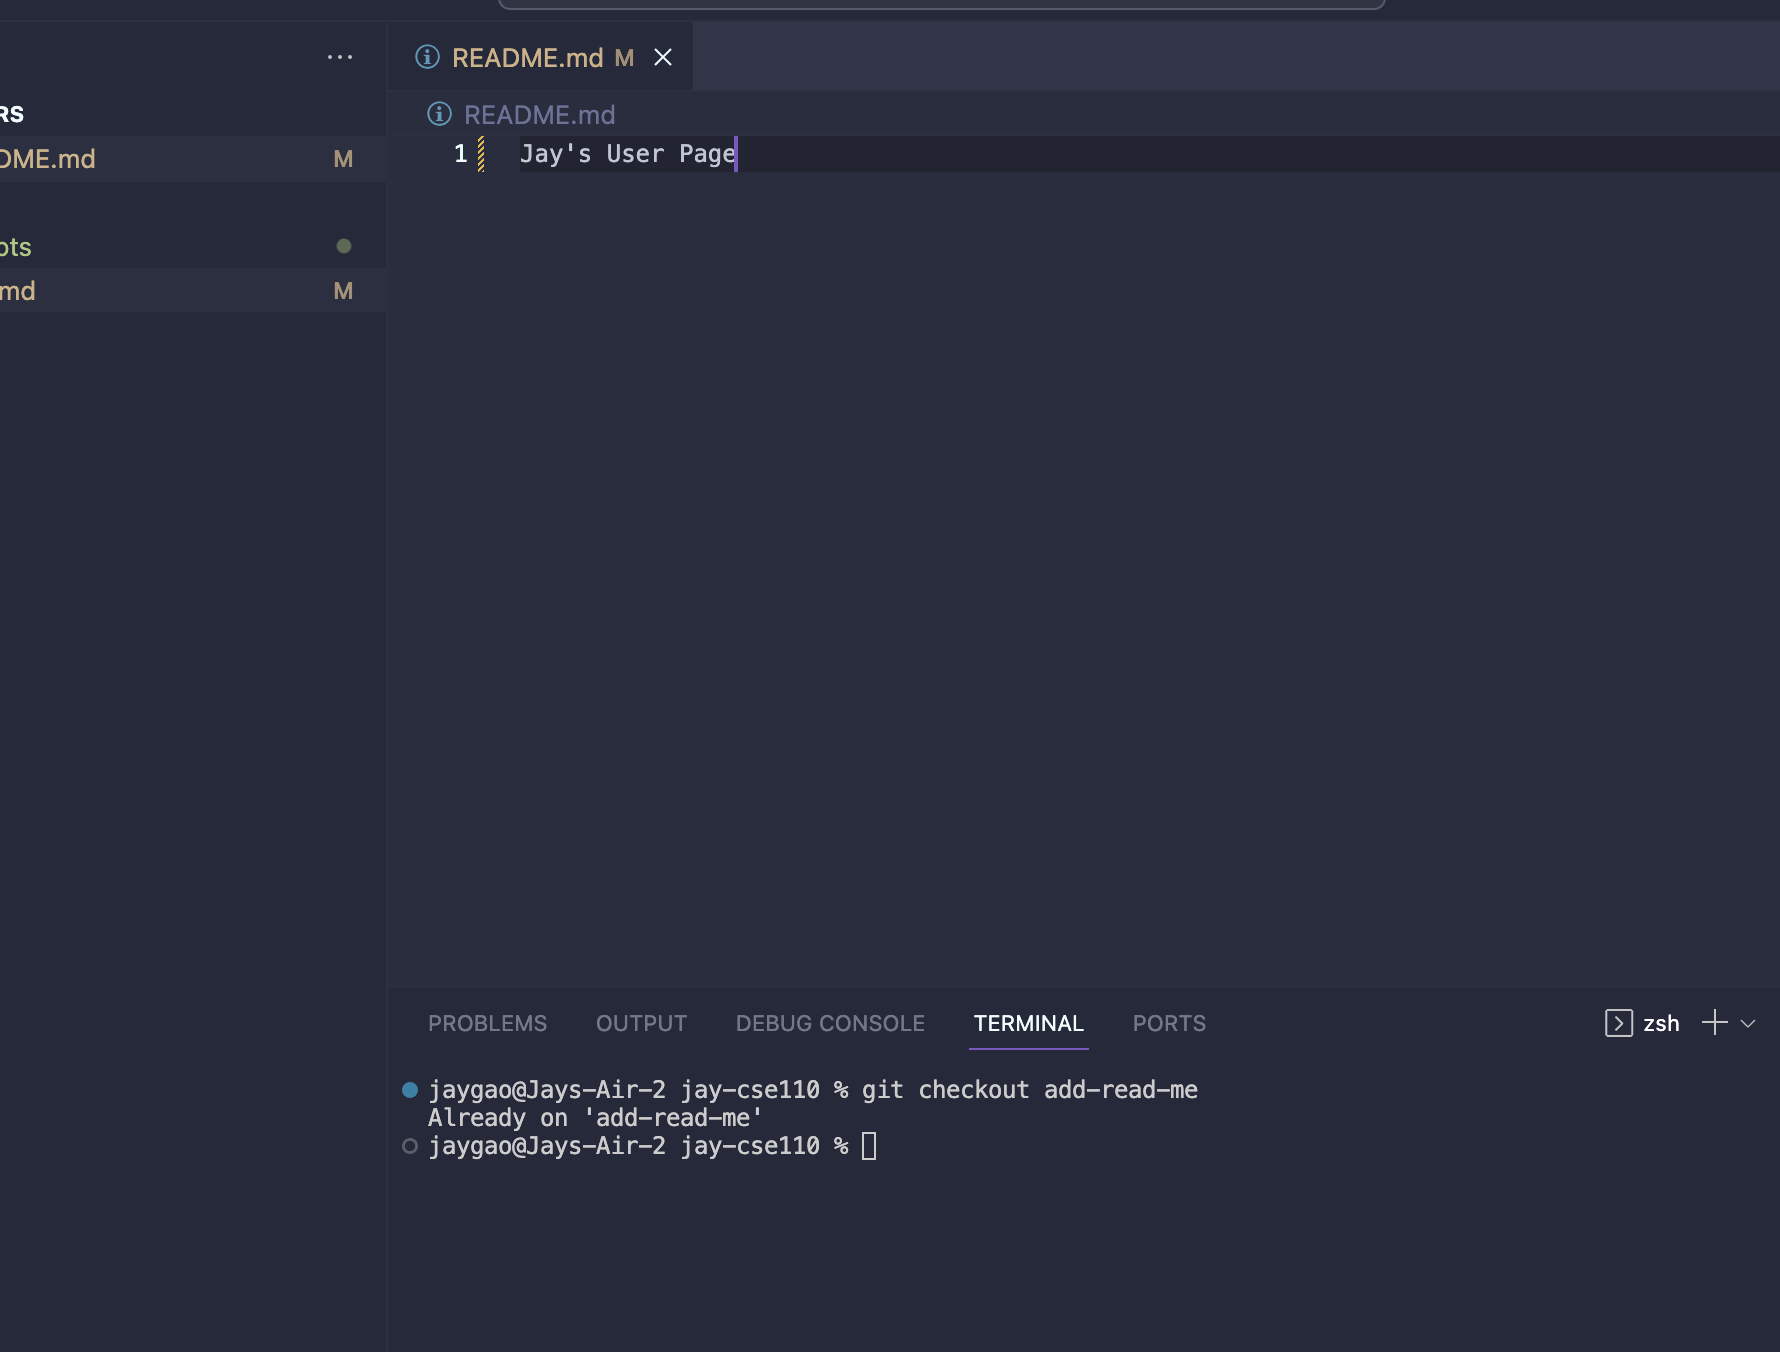 README.md M
RS
README.md
DME.md M
1 Jay's User Page
ots
md M
PROBLEMS OUTPUT DEBUG CONSOLE TERMINAL PORTS zsh
jaygao@Jays-Air-2 jay-cse110 % git checkout add-read-me
Already on 'add-read-me'
jaygao@Jays-Air-2 jay-cse110 %